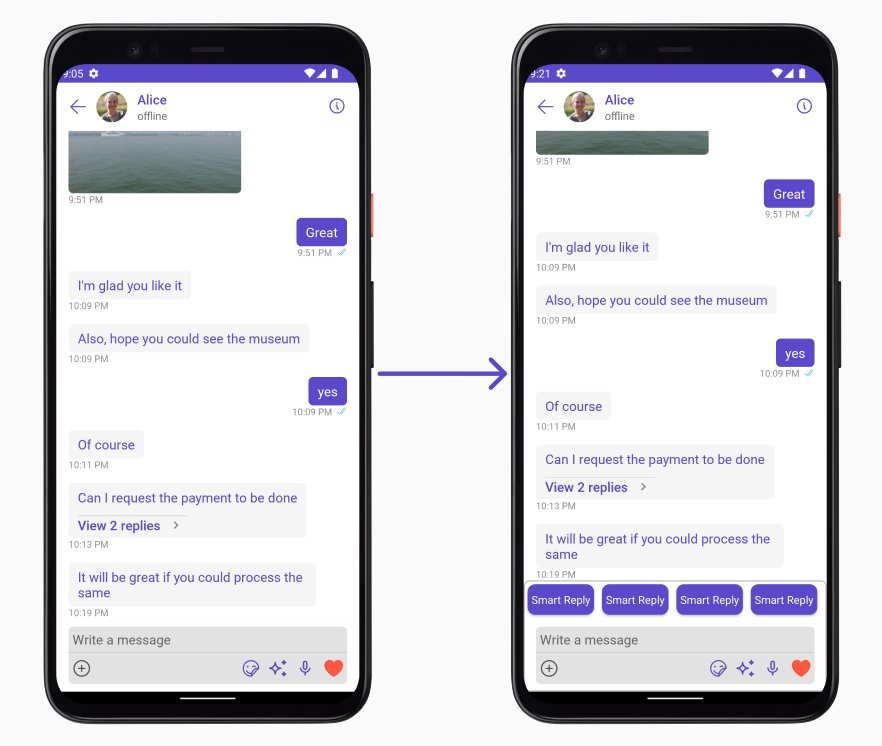 9:05
Alice
offline
9:51 PM
Great
9:51 PM
I'm glad you like it
10:09 PM
Also, hope you could see the museum
10:09 PM
yes
10:09 PM
Of course
10:11 PM
Can I request the payment to be done
View 2 replies
10:13 PM
It will be great if you could process the
same
10:19 PM
Write a message
9:21
Alice
offline
9:51 PM
Great
9:51 PM
I'm glad you like it
10:09 PM
Also, hope you could see the museum
10:09 PM
yes
10:09 PM
Of course
10:11 PM
Can I request the payment to be done
View 2 replies
10:13 PM
It will be great if you could process the
same
10:19 PM
Smart Reply Smart Reply Smart Reply Smart Reply
Write a message